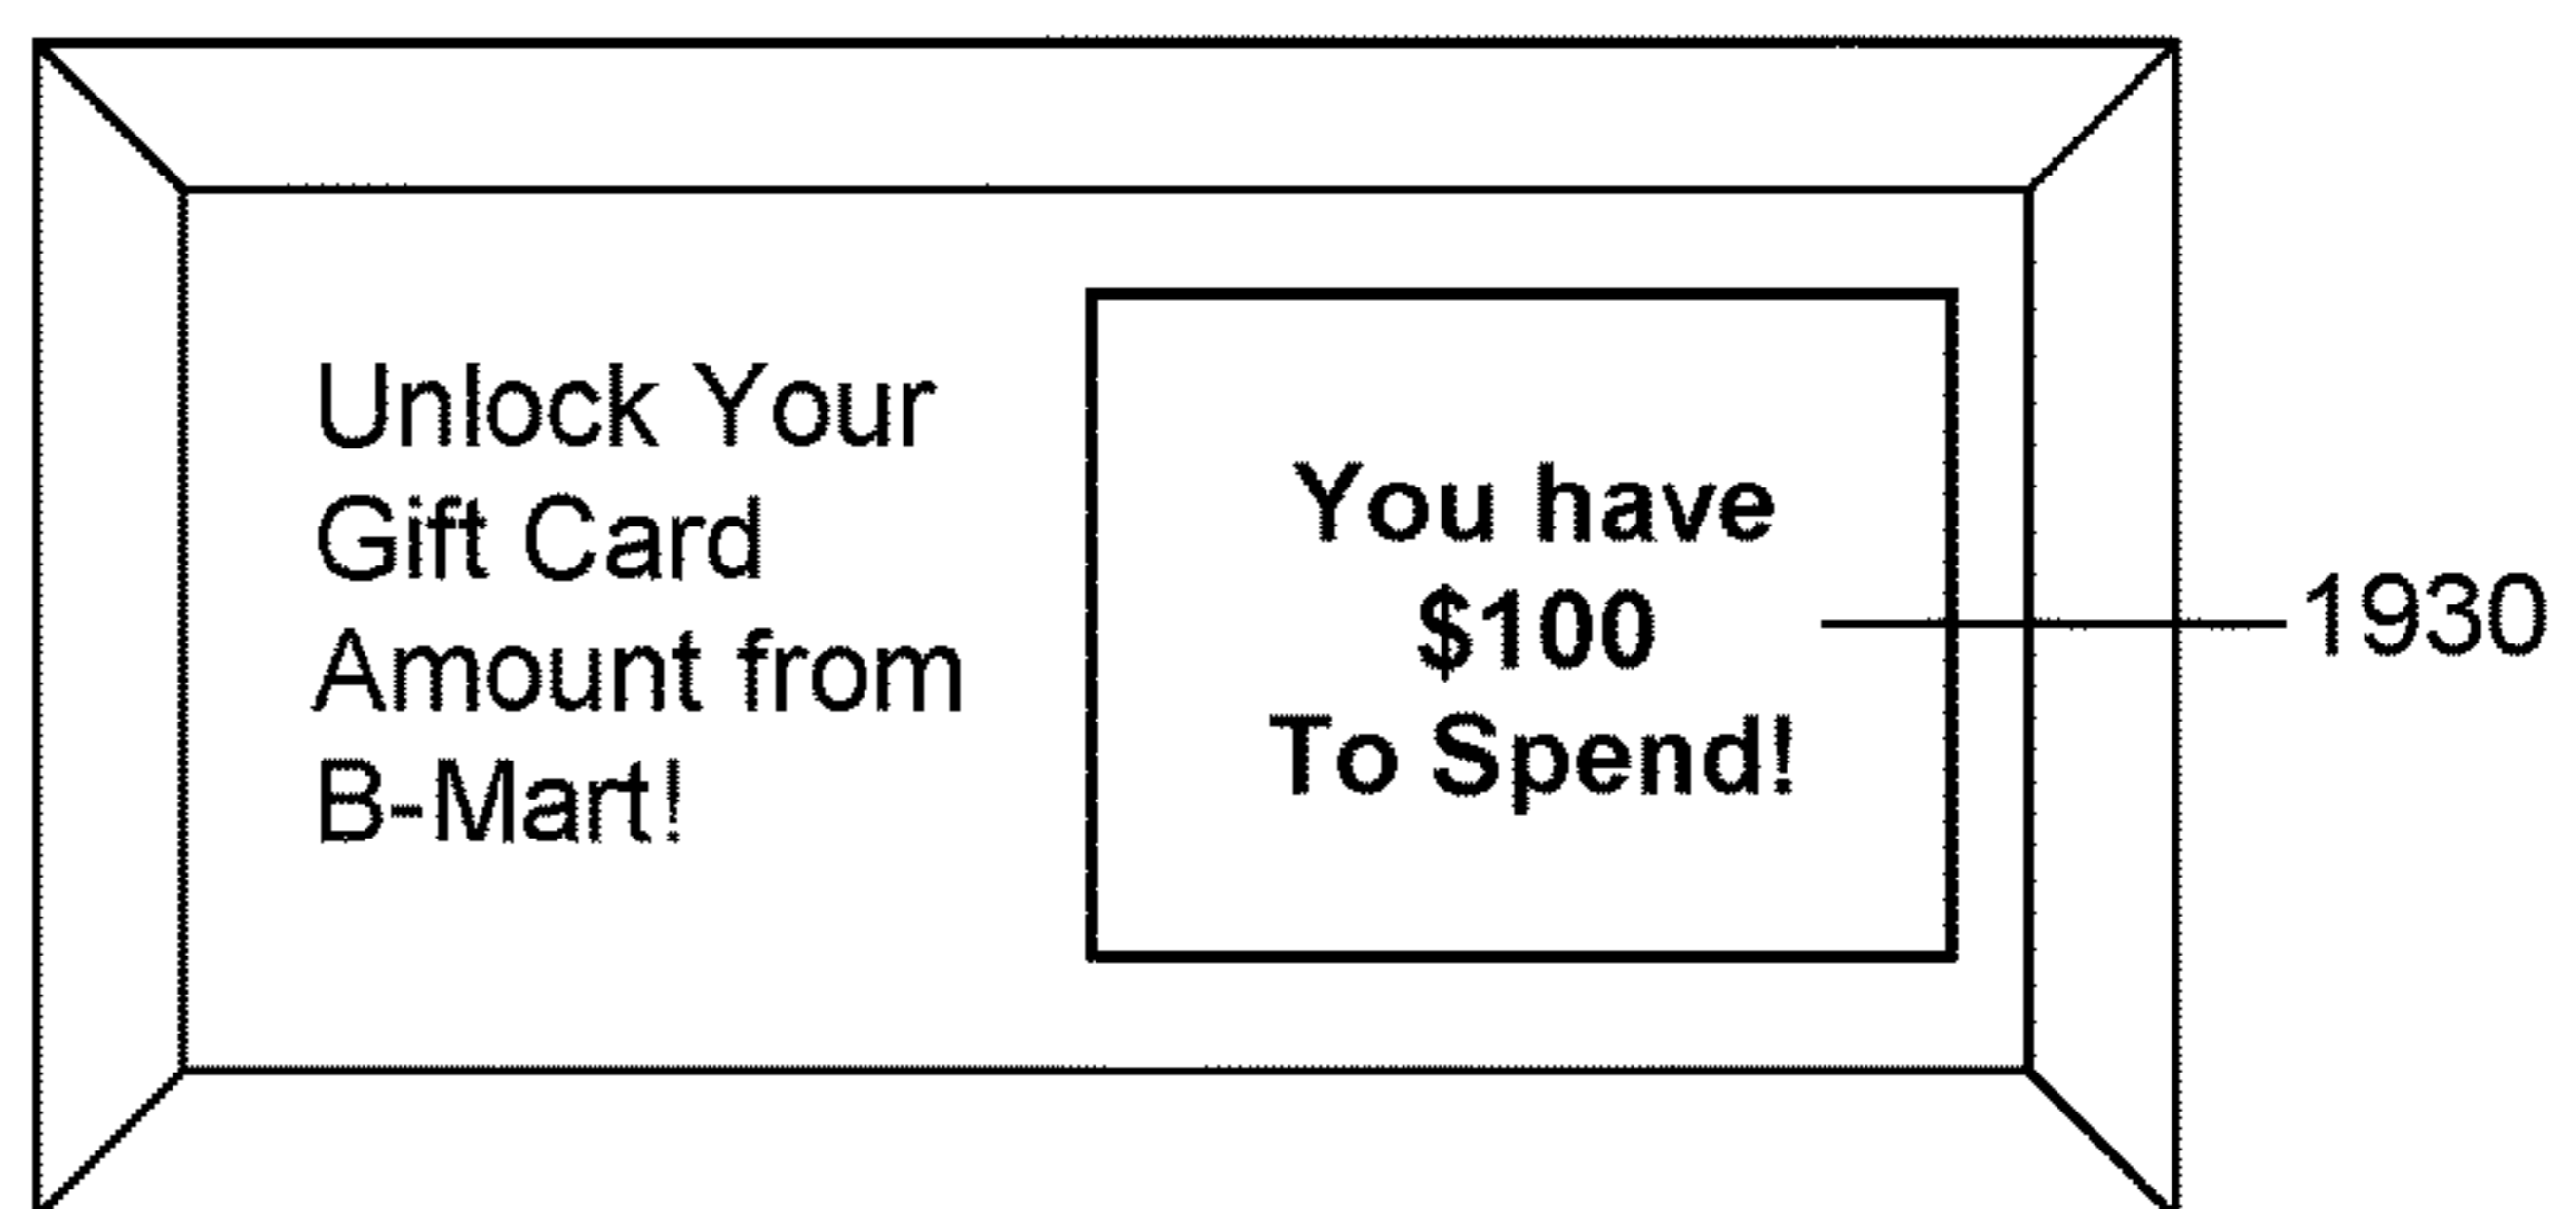 Unlock Your
Gift Card
Amount from
B-Mart!
You have
$100
To Spend!
1930